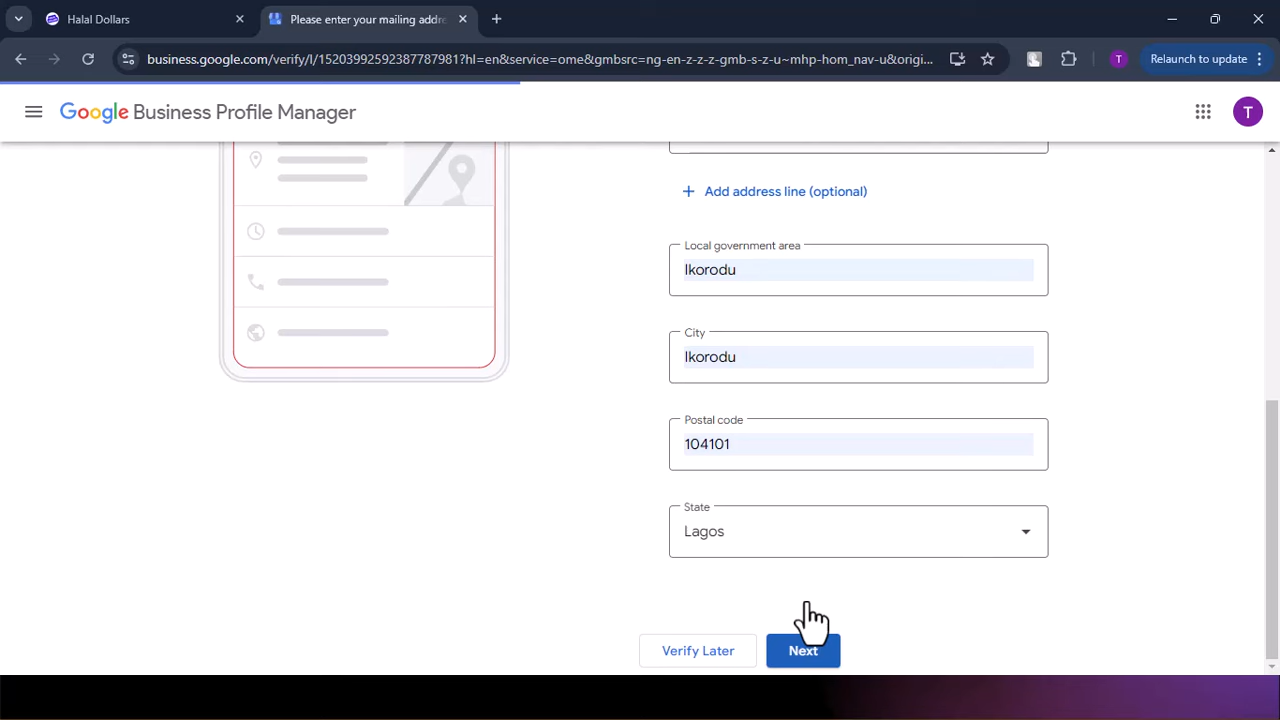 Halal Dollars
Please enter your mailing addre
business.google.com/verify/l/15203992592387787981?hl=en&service=ome&gmbsrc=ng-en-z-z-z-gmb-s-z-u~mhp-hom_nav-u&origi...
T
Relaunch to update
Google Business Profile Manager
T
+ Add address line (optional)
Local government area
Ikorodu
City
Ikorodu
Postal code
104101
State
Lagos
Verify Later
Next